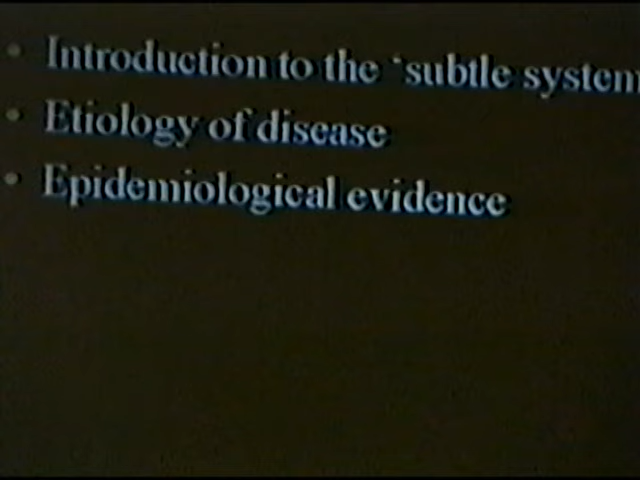 • Introduction to the 'subtle system
• Etiology of disease
• Epidemiological evidence